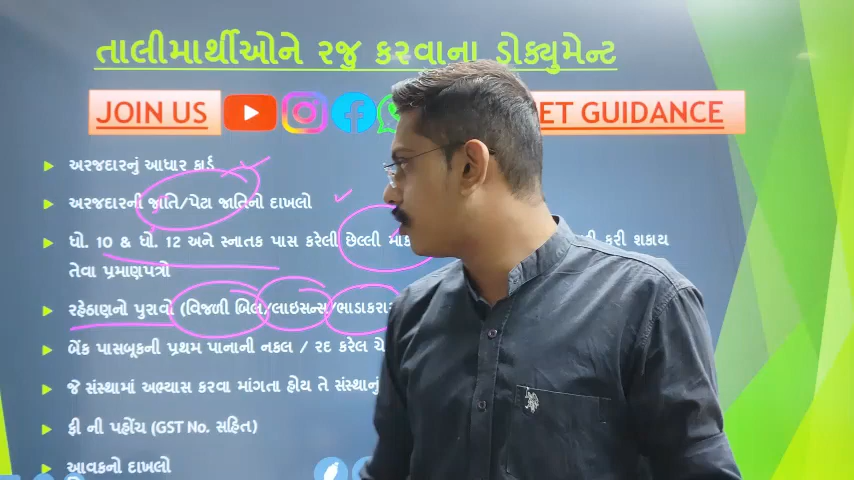 તાલીમાર્થીઓને રજુ કરવાના ડોક્યુમેન્ટ
JOIN US ET GUIDANCE
અરજદારનું આધાર કાર્ડ
અરજદારની જાતિ/પેટા જાતિનો દાખલો
ધો. 10 & ધો. 12 અને સ્નાતક પાસ કરેલી છેલ્લી કરી શકાય
તેવા પ્રમાણપત્રો
રહેઠાણનો પુરાવો (વિજળી બિલ/લાઇસન્સ/
બેંક પાસબૂકની પ્રથમ પાનાની નકલ / રદ કરેલ
જે સંસ્થામાં અભ્યાસ કરવા માંગતા હોય તે સંસ્થાનું
ફી ની પહોંચ (GST No. સહિત)
આવકનો દાખલો